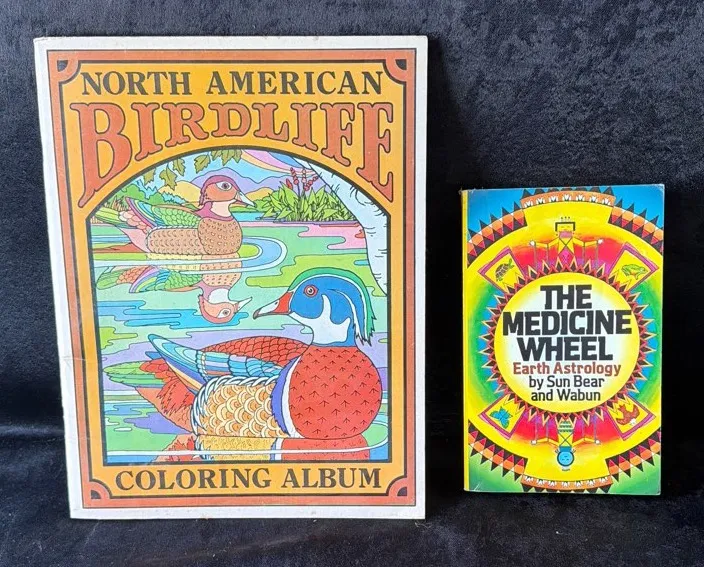 NORTH AMERICAN
BIRDLIFE
COLORING ALBUM
THE
MEDICINE
WHEEL
Earth Astrology
by Sun Bear
and Wabun